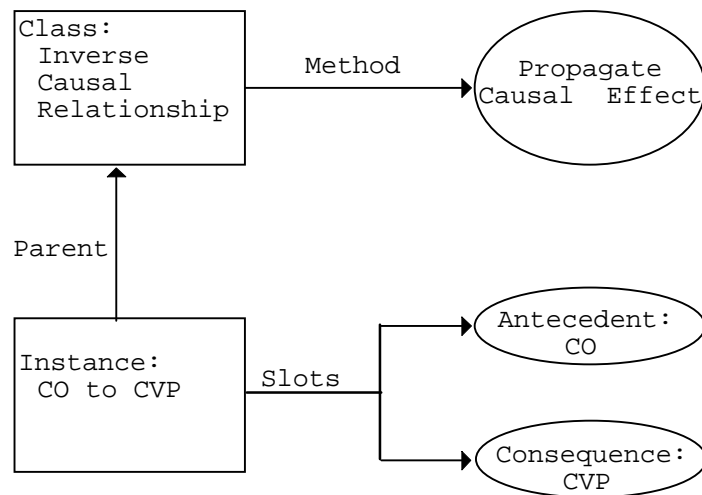 Class:
Inverse
Causal
Relationship
Method
Propagate
Causal Effect
Parent
Instance:
CO to CVP
Slots
Antecedent:
CO
Consequence:
CVP